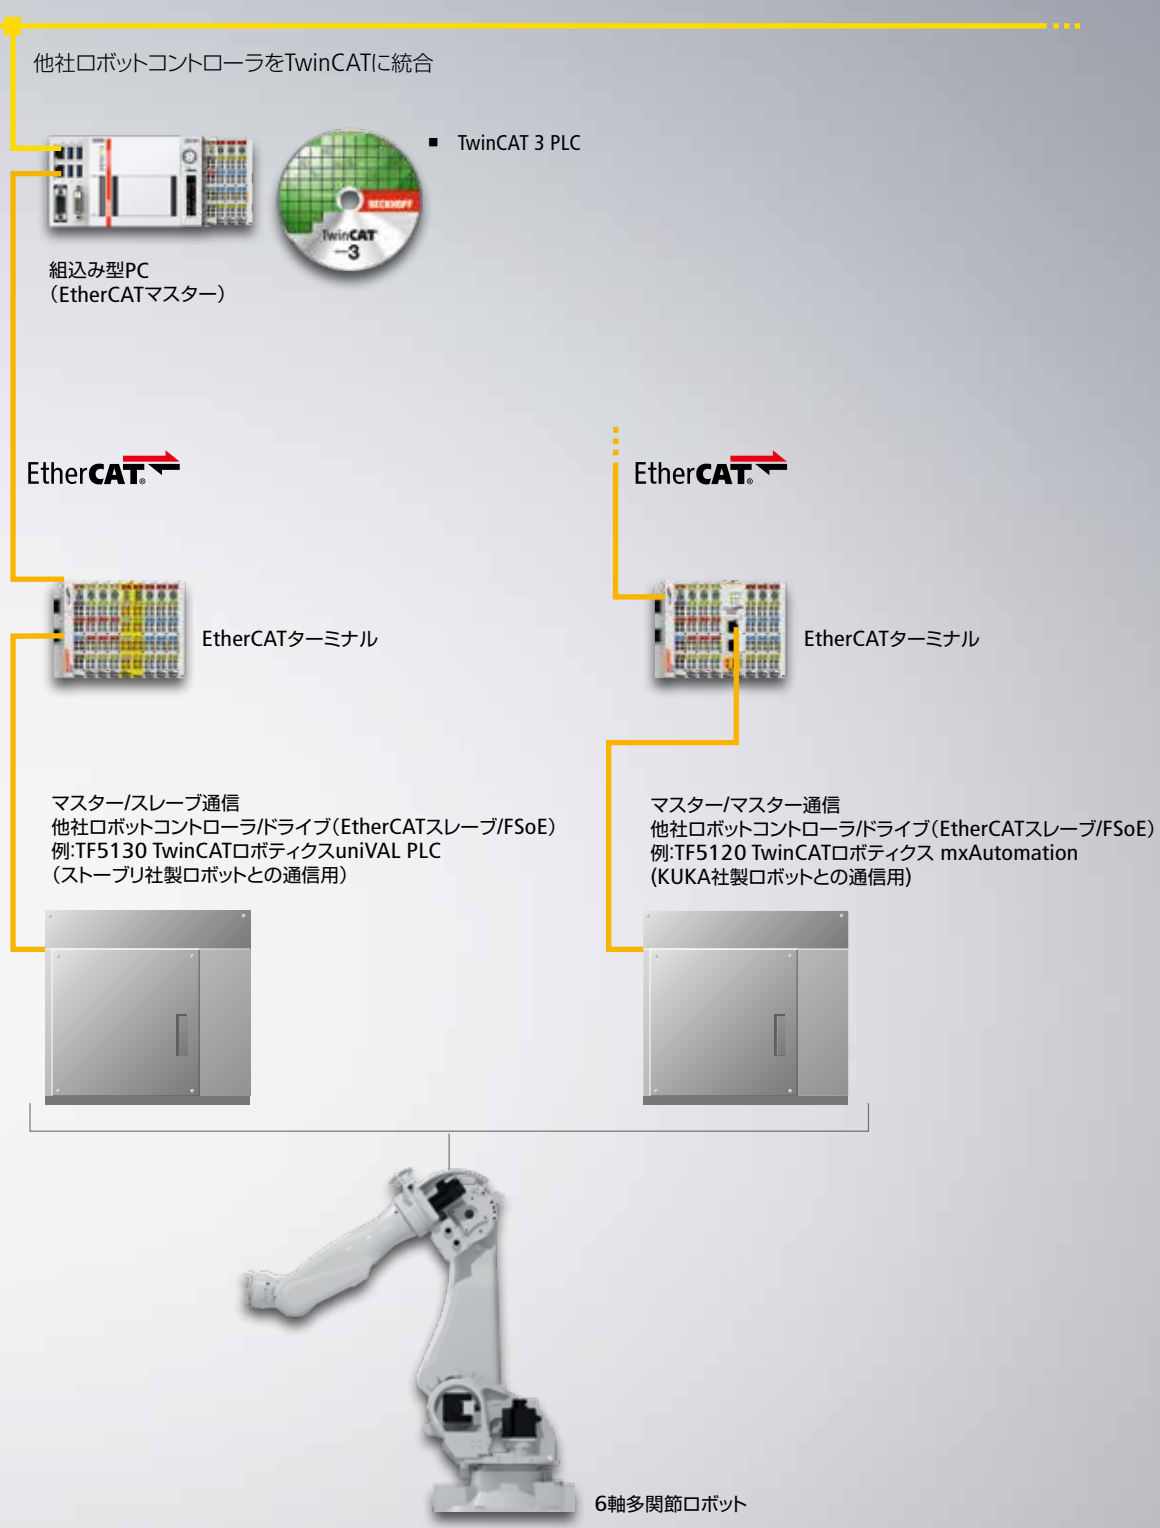 他社ロボットコントローラをTwinCATに統合
■ TwinCAT 3 PLC
BECKHOFF
TwinCAT
3
組込み型PC
（EtherCATマスター）
EtherCAT®
EtherCAT®
EtherCATターミナル
EtherCATターミナル
マスター/スレーブ通信
他社ロボットコントローラ/ドライブ（EtherCATスレーブ/FSoE）
例:TF5130 TwinCATロボティクスuniVAL PLC
（ストーブリ社製ロボットとの通信用）
マスター/マスター通信
他社ロボットコントローラ/ドライブ（EtherCATスレーブ/FSoE）
例:TF5120 TwinCATロボティクス mxAutomation
(KUKA社製ロボットとの通信用)
6軸多関節ロボット